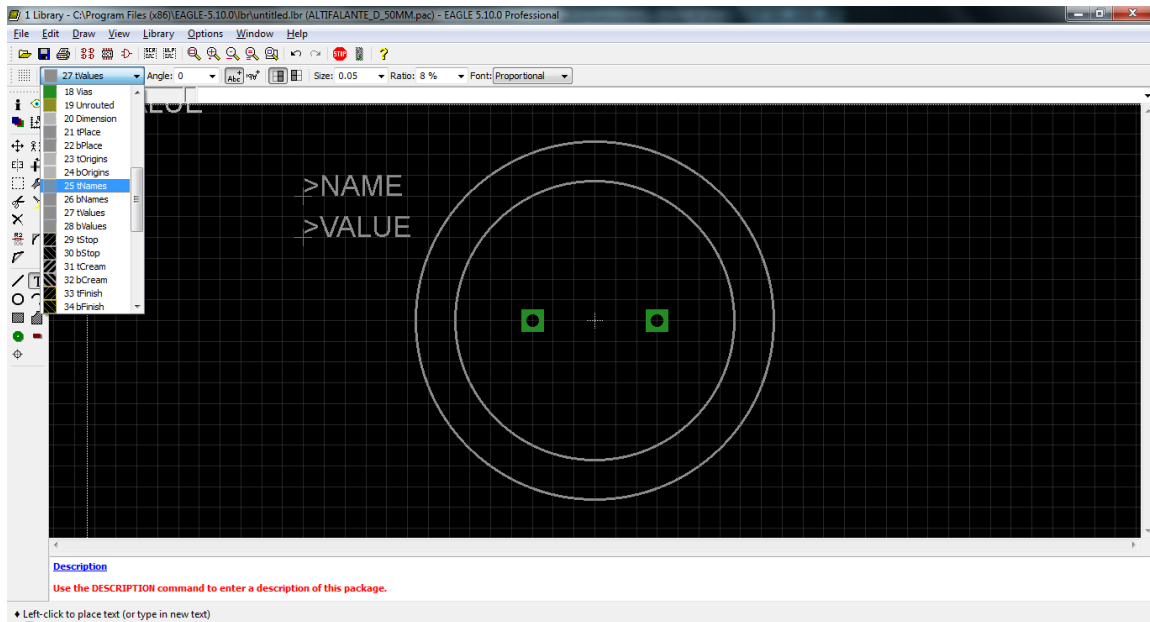 1 Library - C:\Program Files (x86)\EAGLE-5.10.0\lbr\untitled.lbr (ALTIFALANTE_D_50MM.pac) - EAGLE 5.10.0 Professional
File Edit Draw View Library Options Window Help
SCR ULP STOP ?
27 tValues Angle: 0 Abc Size: 0.05 Ratio: 8 % Font: Proportional
18 Vias
19 Unrouted
20 Dimension
21 tPlace
22 bPlace
23 tOrigins
24 bOrigins
25 tNames
26 bNames
27 tValues
28 bValues
29 tStop
30 bStop
31 tCream
32 bCream
33 tFinish
34 bFinish
>NAME
>VALUE
Description
Use the DESCRIPTION command to enter a description of this package.
Left-click to place text (or type in new text)